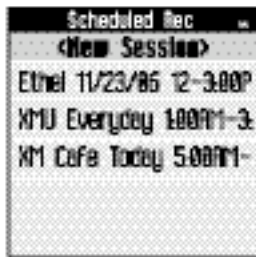 Scheduled Rec
<New Session>
Ethel 11/23/06 12-3:00P
XMU Everyday 1:00AM-3:
XM Cafe Today 5:00AM-